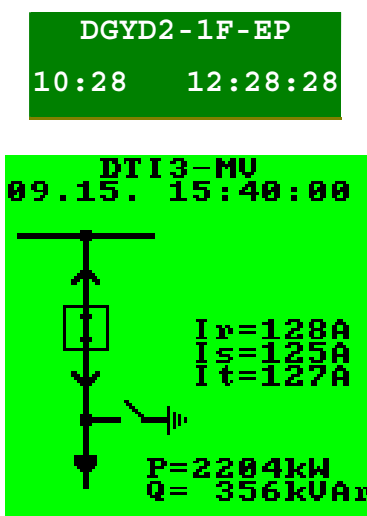 DGYD2-1F-EP
10:28 12:28:28
DTI3-MV
09.15. 15:40:00
Ir=128A
Is=125A
It=127A
P=2204kW
Q= 356kVAr